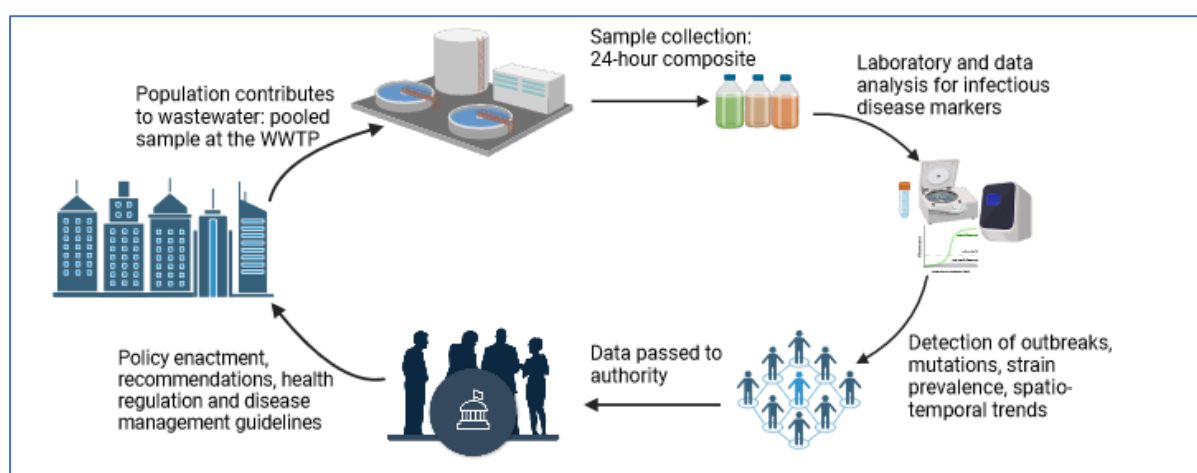 Population contributes
to wastewater: pooled
sample at the WWTP
Sample collection:
24-hour composite
Laboratory and data
analysis for infectious
disease markers
Detection of outbreaks,
mutations, strain
prevalence, spatio-
temporal trends
Data passed to
authority
Policy enactment,
recommendations, health
regulation and disease
management guidelines